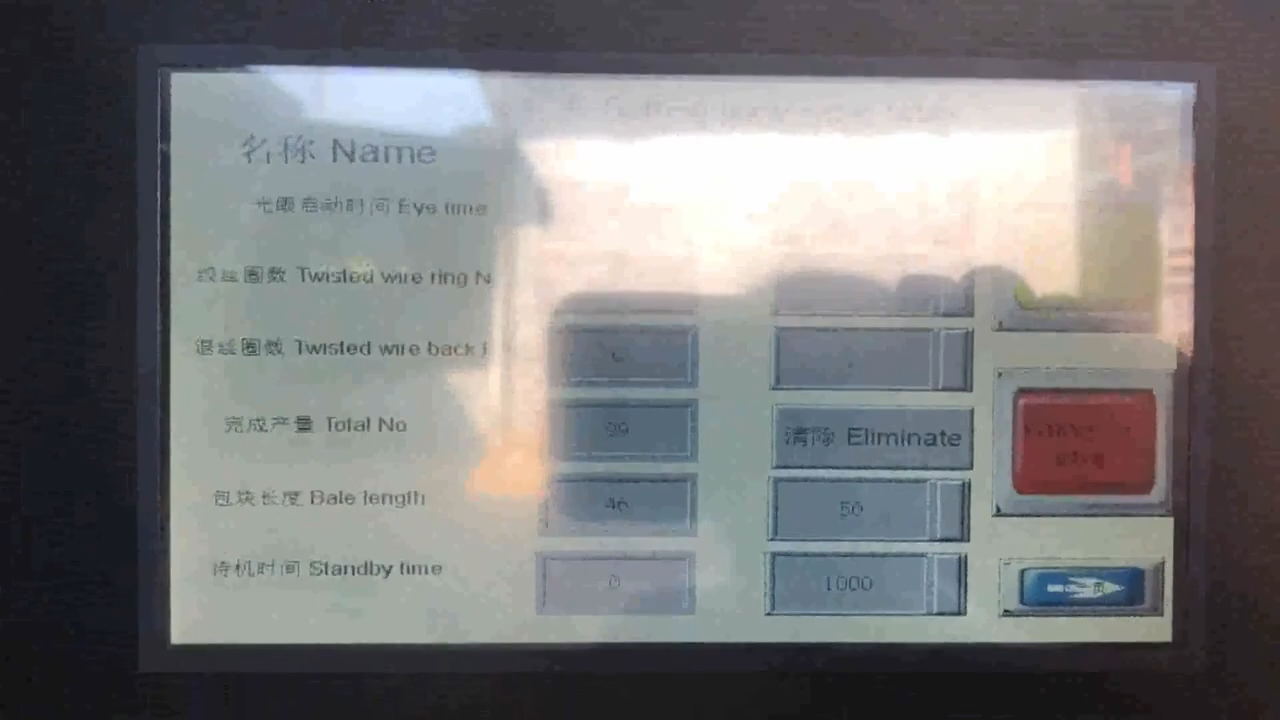 名称 Name
光眼启动时间 Eye time
绞丝圈数 Twisted wire ring N
退丝圈数 Twisted wire back
完成产量 Total No 99 清除 Eliminate
包块长度 Bale length 46 50
待机时间 Standby time 0 1000